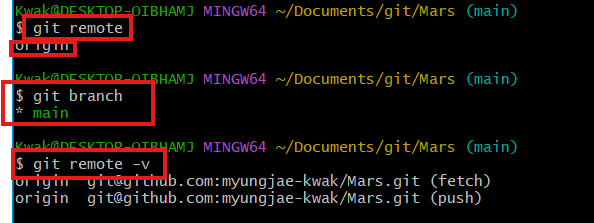 Kwak@DESKTOP-OIBHAMJ MINGW64 ~/Documents/git/Mars (main)
$ git remote
origin
Kwak@DESKTOP-OIBHAMJ MINGW64 ~/Documents/git/Mars (main)
$ git branch
* main
Kwak@DESKTOP-OIBHAMJ MINGW64 ~/Documents/git/Mars (main)
$ git remote -v
origin  git@github.com:myungjae-kwak/Mars.git (fetch)
origin  git@github.com:myungjae-kwak/Mars.git (push)